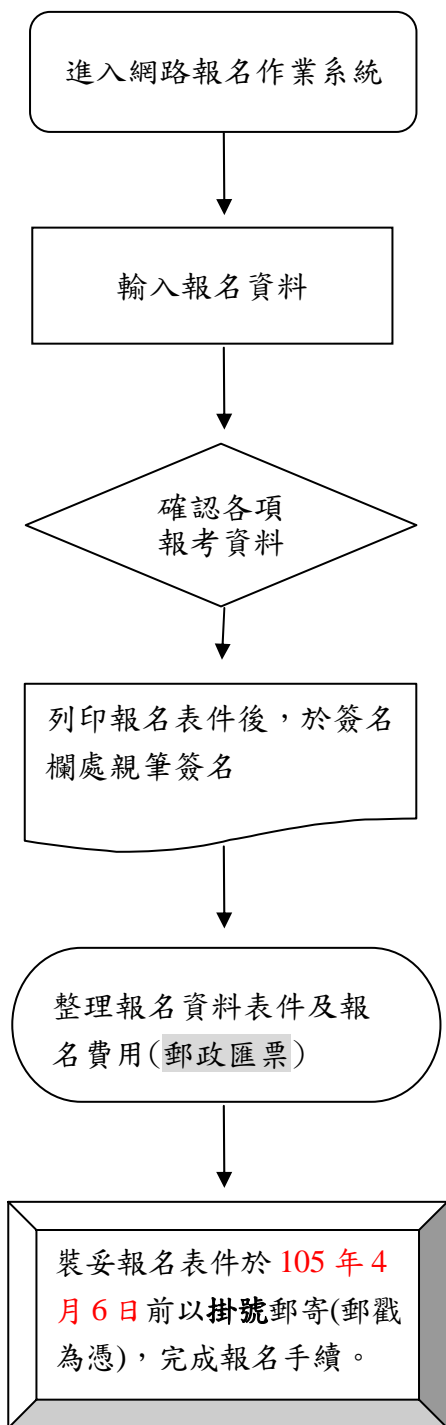 進入網路報名作業系統
輸入報名資料
確認各項
報考資料
列印報名表件後，於簽名
欄處親筆簽名
整理報名資料表件及報
名費用(郵政匯票)
裝妥報名表件於 105 年 4
月 6 日前以掛號郵寄(郵戳
為憑)，完成報名手續。